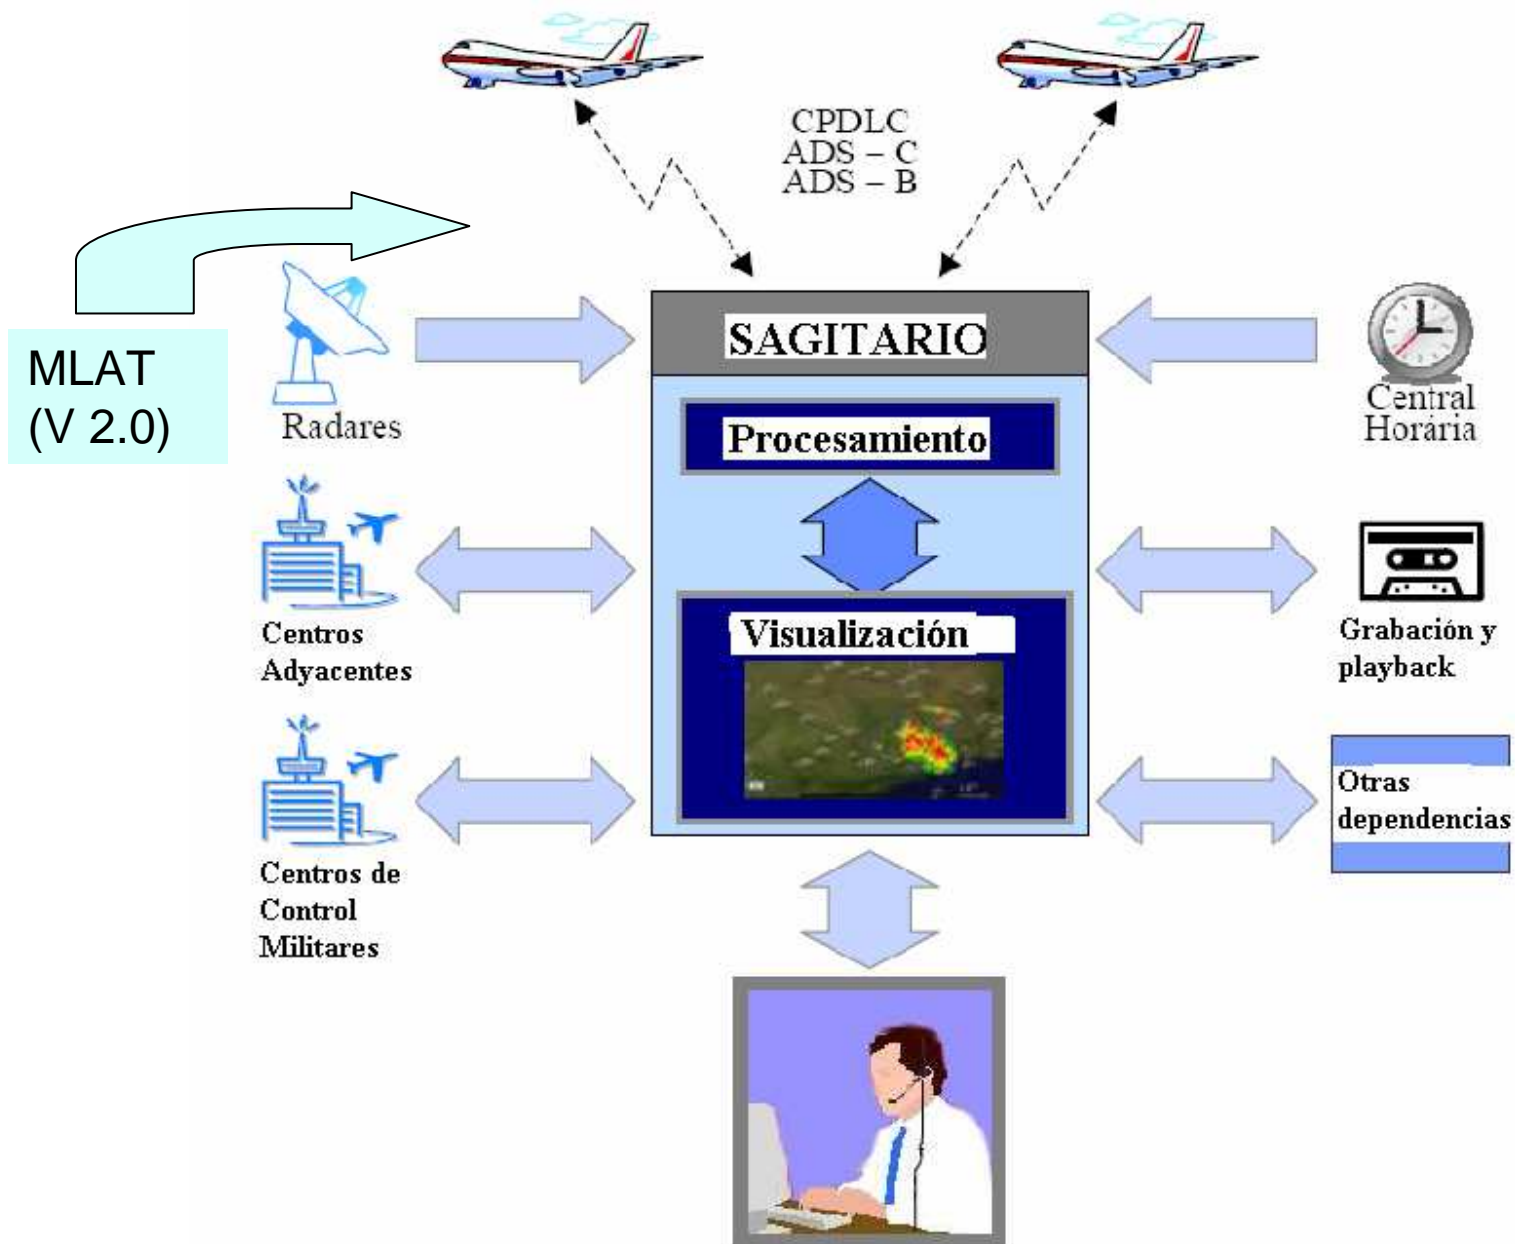 CPDLC
ADS – C
ADS – B
MLAT
(V 2.0)
Radares
SAGITARIO
Central
Horária
Procesamiento
Centros
Adyacentes
Visualización
Grabación y
playback
Centros de
Control
Militares
Otras
dependencias